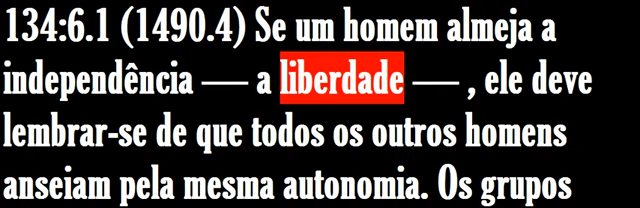 134:6.1 (1490.4) Se um homem almeja a
independência — a liberdade — , ele deve
lembrar-se de que todos os outros homens
anseiam pela mesma autonomia. Os grupos